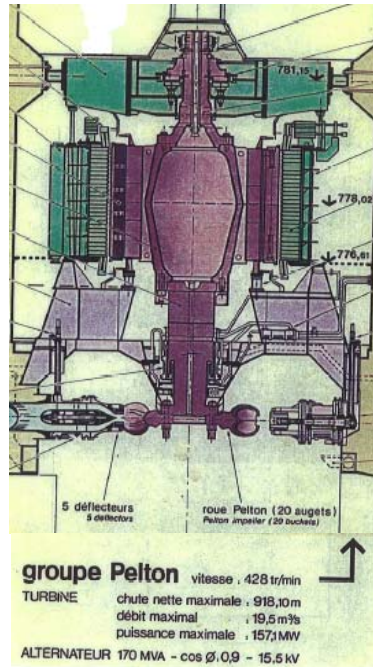 781,15
778,02
776,61
5 déflecteurs
5 deflectors
roue Pelton (20 augets)
Pelton impeller (20 buckets)
groupe Pelton vitesse : 428 tr/min
TURBINE chute nette maximale : 918,10 m
débit maximal : 19,5 m³/s
puissance maximale : 157,1 MW
ALTERNATEUR 170 MVA - cos Ø 0,9 - 15,5 kV